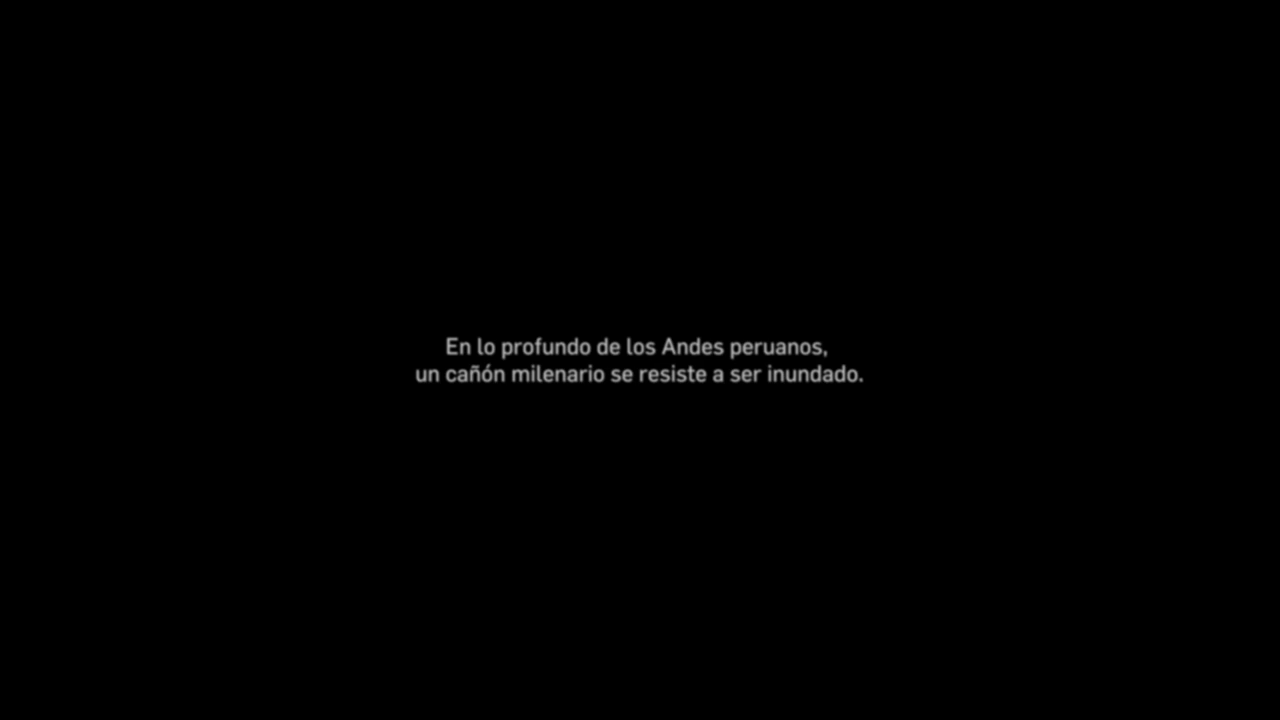 En lo profundo de los Andes peruanos,
un cañón milenario se resiste a ser inundado.